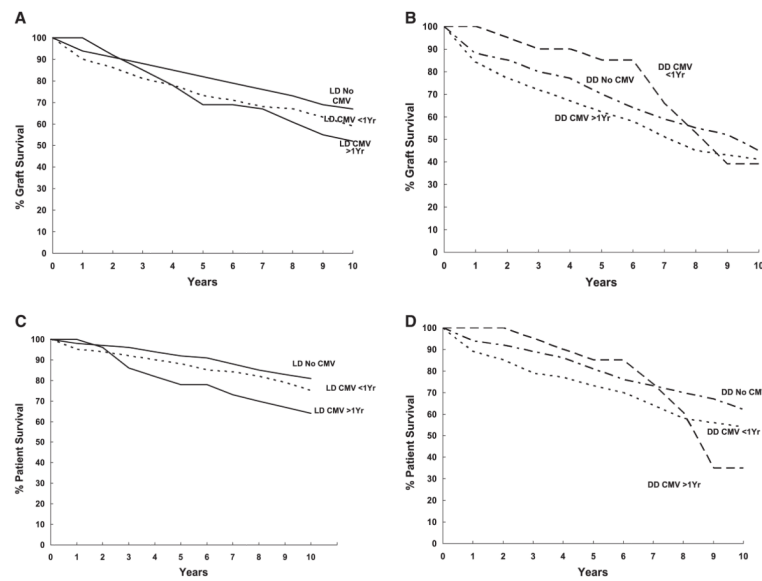 A
100
90
80
70
60
50
40
30
20
10
0
% Graft Survival
LD No
CMV
LD CMV <1Yr
LD CMV
>1Yr
0 1 2 3 4 5 6 7 8 9 10
Years
B
100
90
80
70
60
50
40
30
20
10
0
% Graft Survival
DD CMV
<1Yr
DD No CMV
DD CMV >1Yr
0 1 2 3 4 5 6 7 8 9 10
Years
C
100
90
80
70
60
50
40
30
20
10
0
% Patient Survival
LD No CMV
LD CMV <1Yr
LD CMV >1Yr
0 1 2 3 4 5 6 7 8 9 10
Years
D
100
90
80
70
60
50
40
30
20
10
0
% Patient Survival
DD No CM
DD CMV <1Yr
DD CMV >1Yr
0 1 2 3 4 5 6 7 8 9 10
Years